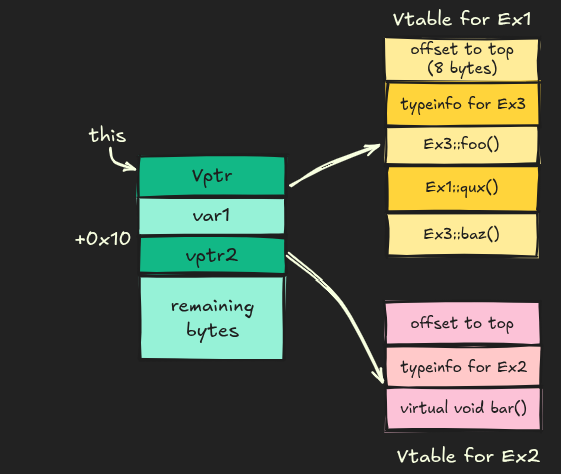 Vtable for Ex1
offset to top
(8 bytes)
typeinfo for Ex3
Ex3::foo()
Ex1::qux()
Ex3::baz()
this
Vptr
var1
+0x10
vptr2
remaining
bytes
offset to top
typeinfo for Ex2
virtual void bar()
Vtable for Ex2